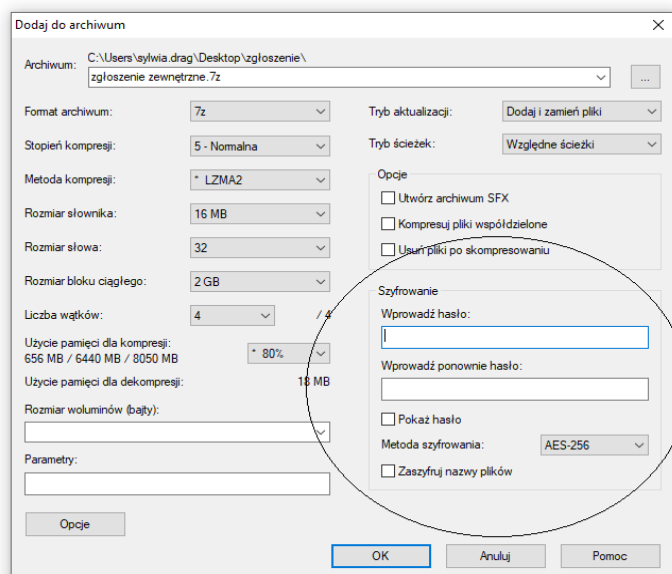 Dodaj do archiwum
C:\Users\sylwia.drag\Desktop\zgłoszenie\
Archiwum:
zgłoszenie zewnętrzne.7z
...
Format archiwum:
7z
Stopień kompresji:
5 - Normalna
Metoda kompresji:
* LZMA2
Rozmiar słownika:
16 MB
Rozmiar słowa:
32
Rozmiar bloku ciągłego:
2 GB
Liczba wątków:
4
/ 4
Użycie pamięci dla kompresji:
656 MB / 6440 MB / 8050 MB
* 80%
Użycie pamięci dla dekompresji:
18 MB
Rozmiar woluminów (bajty):
Parametry:
Opcje
Tryb aktualizacji:
Dodaj i zamień pliki
Tryb ścieżek:
Względne ścieżki
Opcje
Utwórz archiwum SFX
Kompresuj pliki współdzielone
Usuń pliki po skompresowaniu
Szyfrowanie
Wprowadź hasło:
Wprowadź ponownie hasło:
Pokaż hasło
Metoda szyfrowania:
AES-256
Zaszyfruj nazwy plików
OK
Anuluj
Pomoc